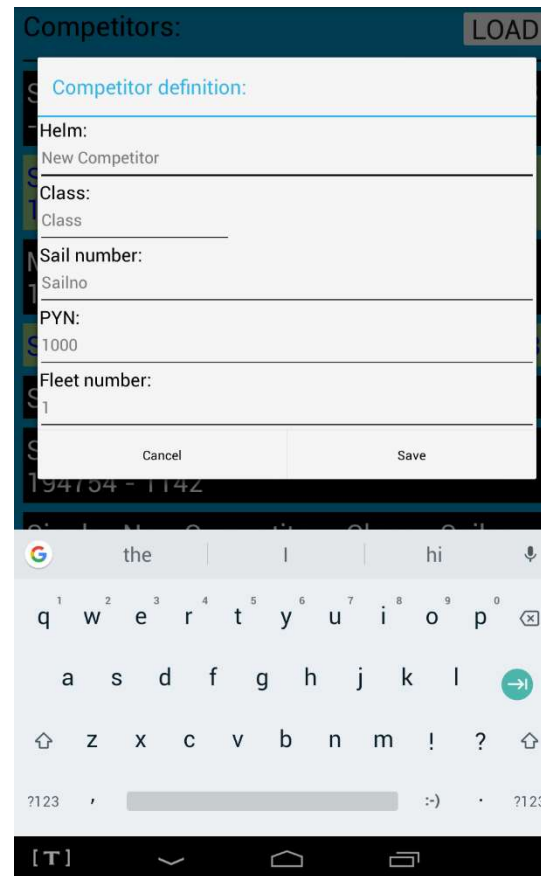 Competitors: LOAD
Competitor definition:
Helm:
New Competitor
Class:
Class
Sail number:
Sailno
PYN:
1000
Fleet number:
1
Cancel Save
194754 - 1142
G the I hi
q 1 w 2 e 3 r 4 t 5 y 6 u 7 i 8 o 9 p 0
a s d f g h j k l
z x c v b n m ! ?
?123 , :-) . ?123
[T]